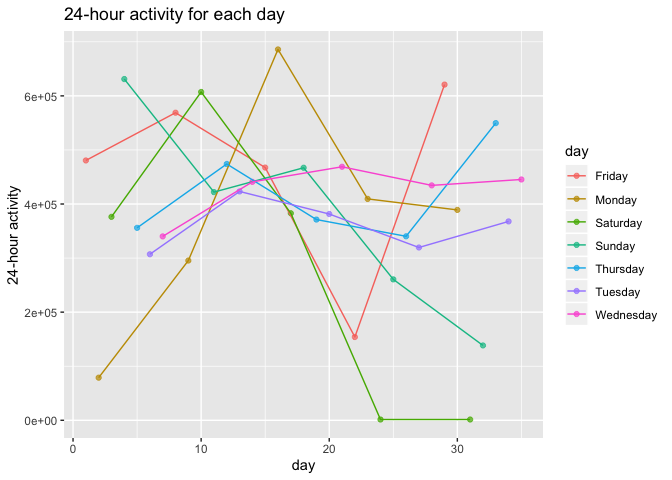 24-hour activity for each day
24-hour activity
6e+05
4e+05
2e+05
0e+00
0
10
20
30
day
day
Friday
Monday
Saturday
Sunday
Thursday
Tuesday
Wednesday